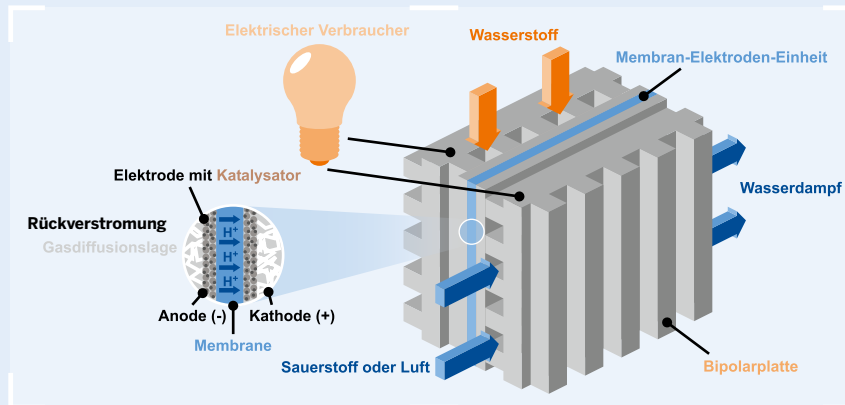 Elektrischer Verbraucher
Wasserstoff
Membran-Elektroden-Einheit
Elektrode mit Katalysator
Wasserdampf
Rückverstromung
Gasdiffusionslage
H⁺
H⁺
H⁺
H⁺
Anode (-)
Kathode (+)
Membrane
Sauerstoff oder Luft
Bipolarplatte